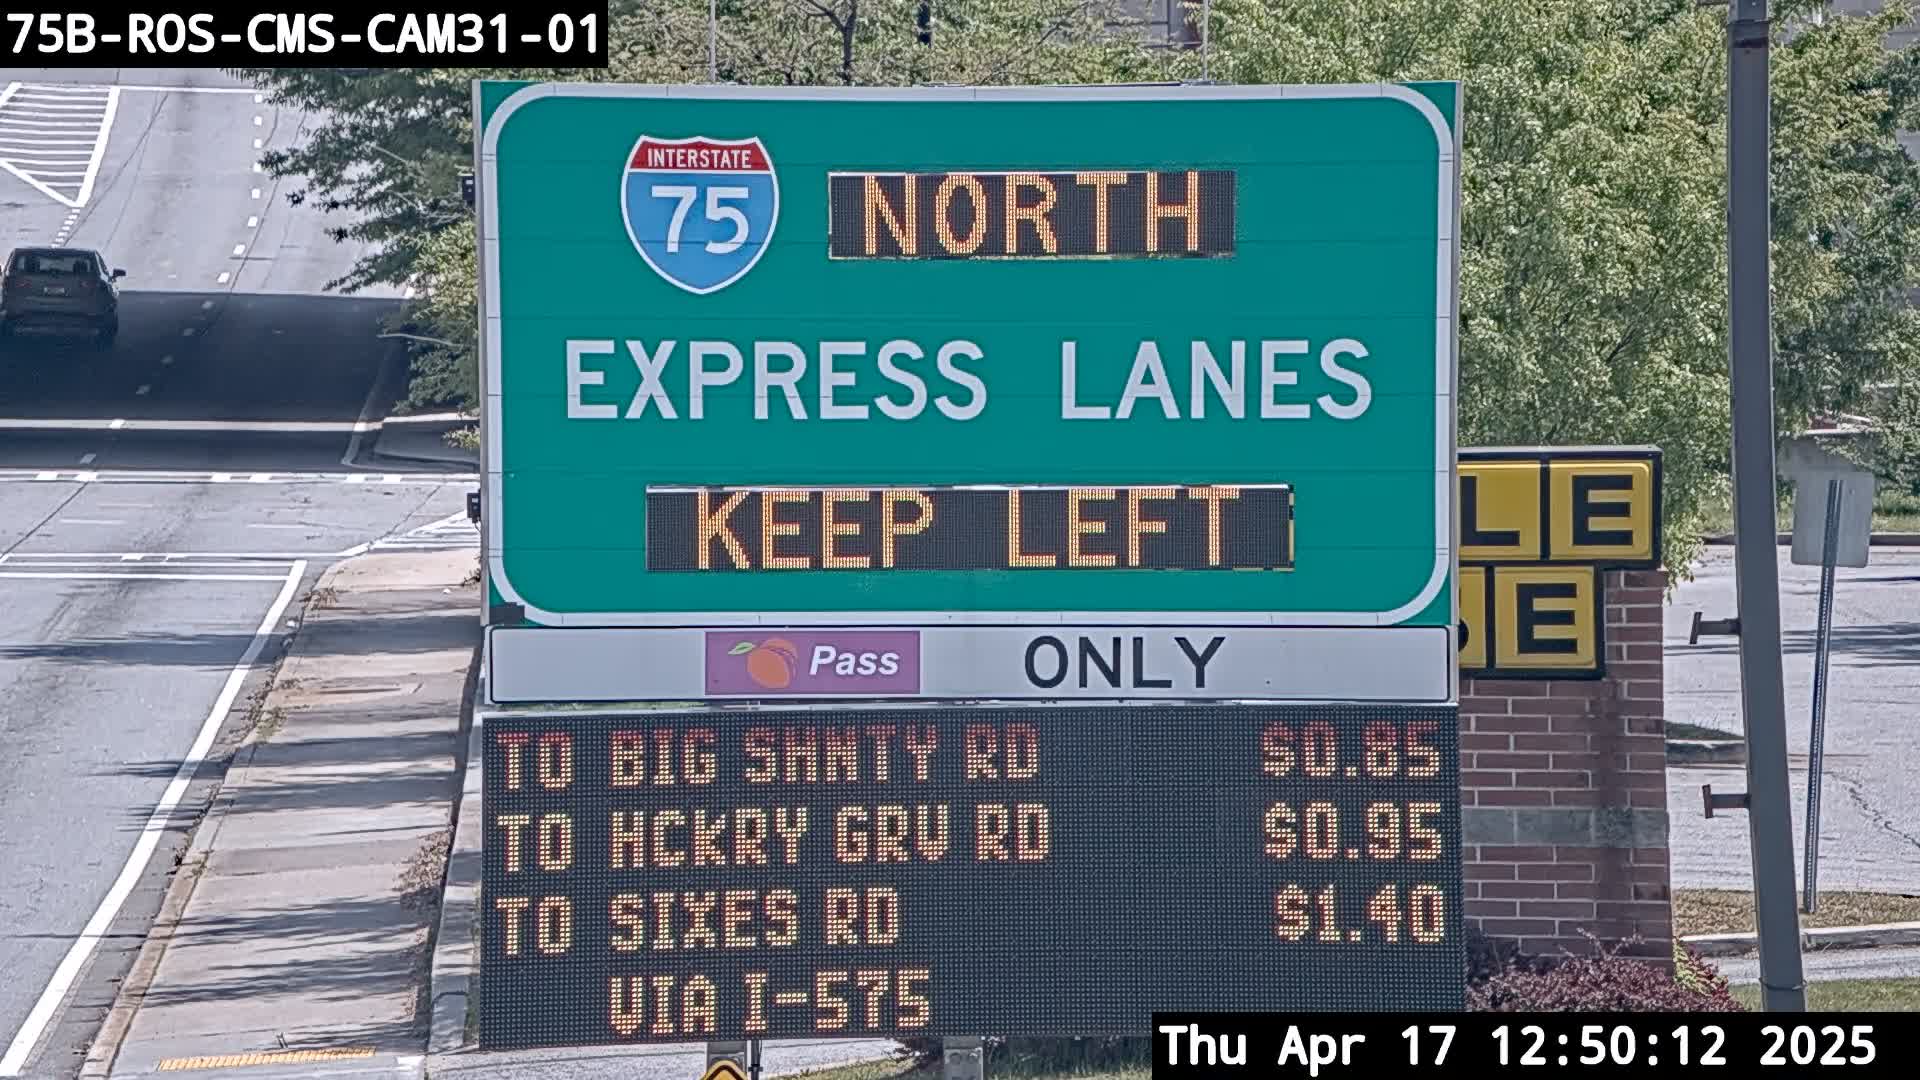 75B-ROS-CMS-CAM31-01
INTERSTATE
75
NORTH
EXPRESS LANES
KEEP LEFT
LE
E
Pass ONLY
TO BIG SHNTY RD $0.85
TO HCKRY GRV RD $0.95
TO SIXES RD $1.40
VIA I-575
Thu Apr 17 12:50:12 2025